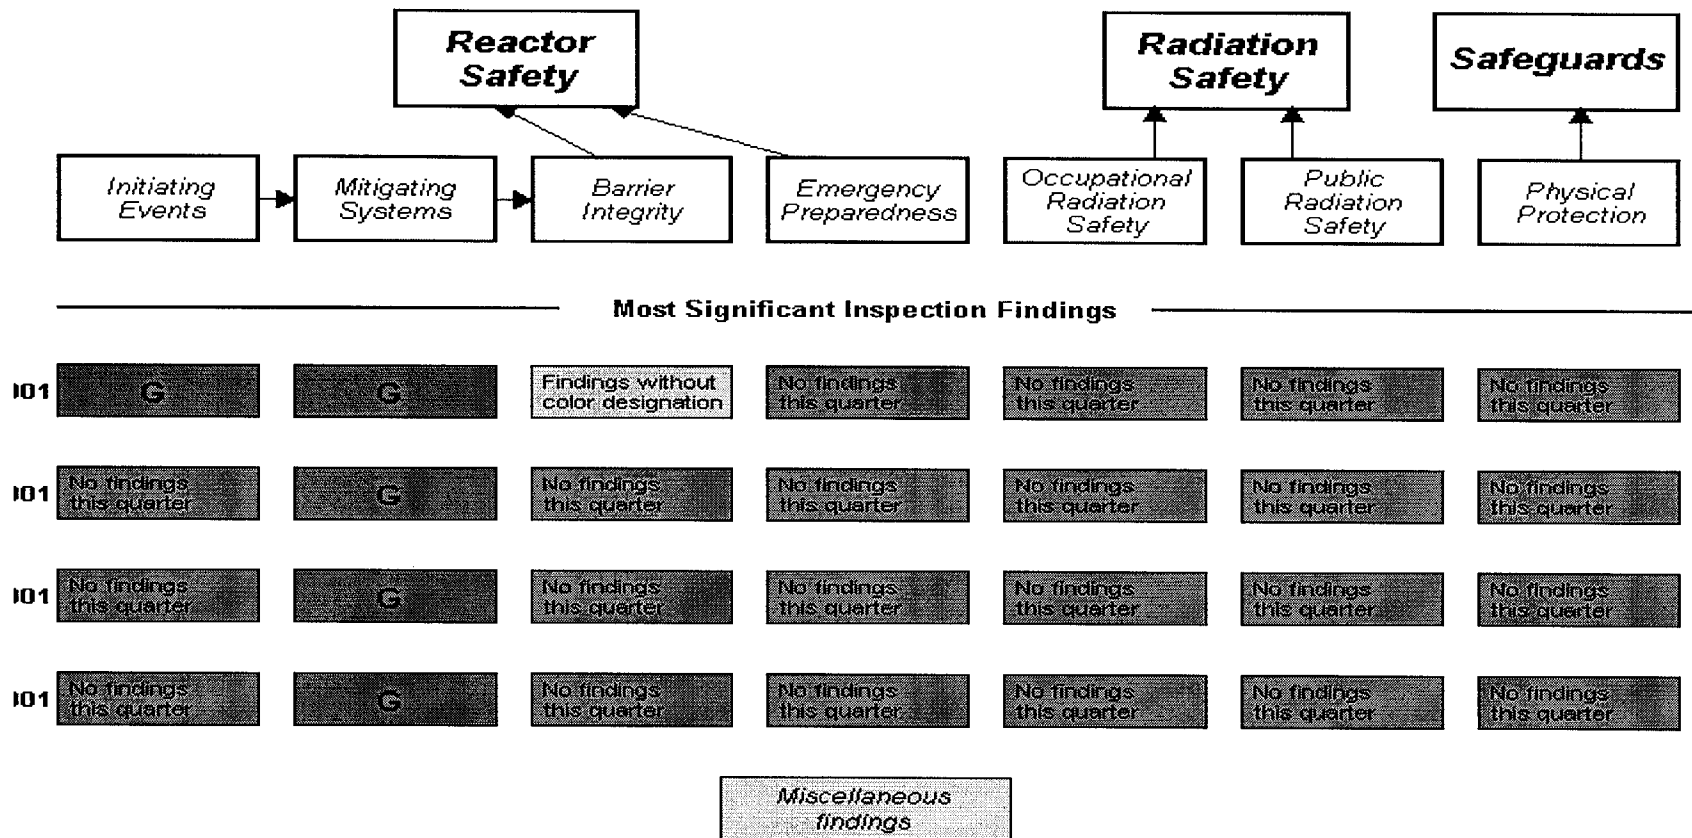 Reactor
Safety
Radiation
Safety
Safeguards
Initiating
Events
Mitigating
Systems
Barrier
Integrity
Emergency
Preparedness
Occupational
Radiation
Safety
Public
Radiation
Safety
Physical
Protection
Most Significant Inspection Findings
01
G
G
Findings without
color designation
No findings
this quarter
No findings
this quarter
No findings
this quarter
No findings
this quarter
01
No findings
this quarter
G
No findings
this quarter
No findings
this quarter
No findings
this quarter
No findings
this quarter
No findings
this quarter
01
No findings
this quarter
G
No findings
this quarter
No findings
this quarter
No findings
this quarter
No findings
this quarter
No findings
this quarter
01
No findings
this quarter
G
No findings
this quarter
No findings
this quarter
No findings
this quarter
No findings
this quarter
No findings
this quarter
Miscellaneous
findings